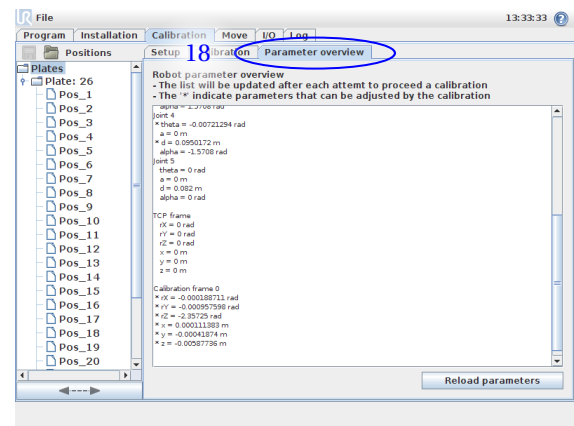 UR File 13:33:33 ?
Program Installation Calibration Move I/O Log
Positions Setup 18 ibration Parameter overview
Plates
Plate: 26
Pos_1
Pos_2
Pos_3
Pos_4
Pos_5
Pos_6
Pos_7
Pos_8
Pos_9
Pos_10
Pos_11
Pos_12
Pos_13
Pos_14
Pos_15
Pos_16
Pos_17
Pos_18
Pos_19
Pos_20
Robot parameter overview
- The list will be updated after each attemt to proceed a calibration
- The '*' indicate parameters that can be adjusted by the calibration
alpha = 1.5708 rad
Joint 4
* theta = -0.00721294 rad
a = 0 m
* d = 0.0950172 m
alpha = -1.5708 rad
Joint 5
theta = 0 rad
a = 0 m
d = 0.082 m
alpha = 0 rad
TCP frame
rX = 0 rad
rY = 0 rad
rZ = 0 rad
x = 0 m
y = 0 m
z = 0 m
Calibration frame 0
* rX = -0.000188711 rad
* rY = -0.000957598 rad
* rZ = -2.35725 rad
* x = 0.000111383 m
* y = -0.00041874 m
* z = -0.00587736 m
Reload parameters